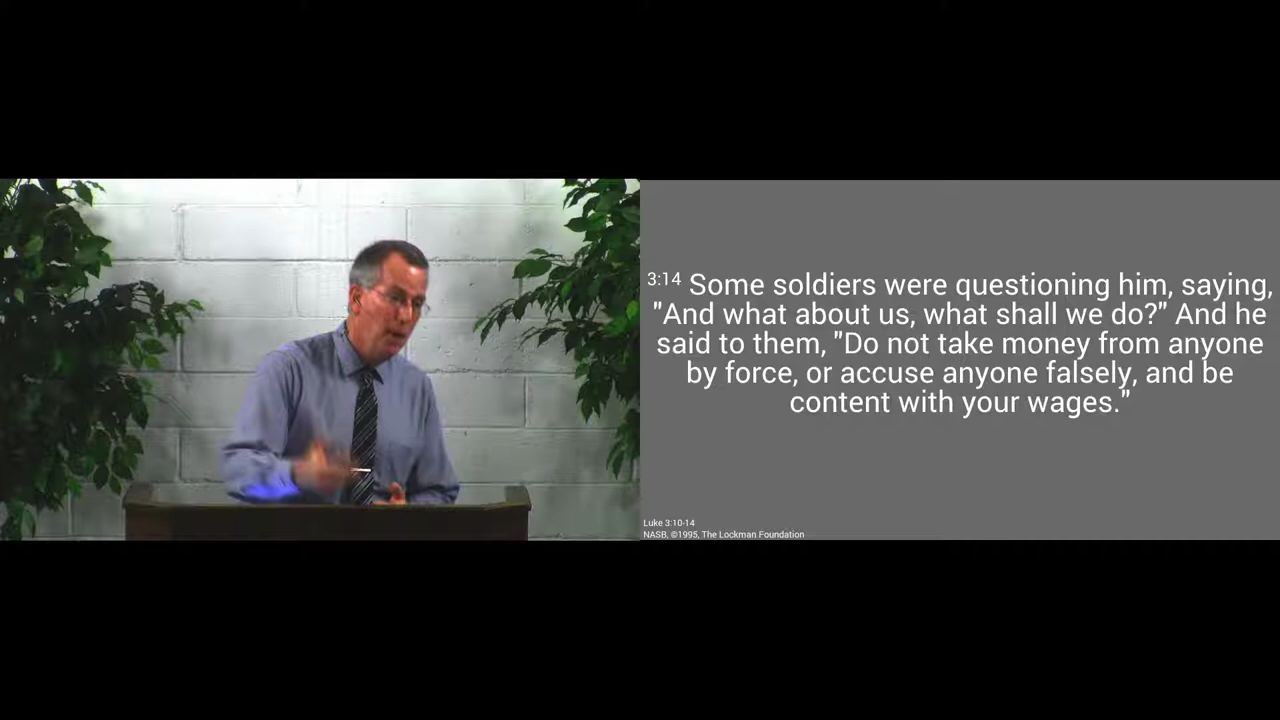 3:14 Some soldiers were questioning him, saying,
"And what about us, what shall we do?" And he
said to them, "Do not take money from anyone
by force, or accuse anyone falsely, and be
content with your wages."
Luke 3:10-14
NASB, ©1995, The Lockman Foundation